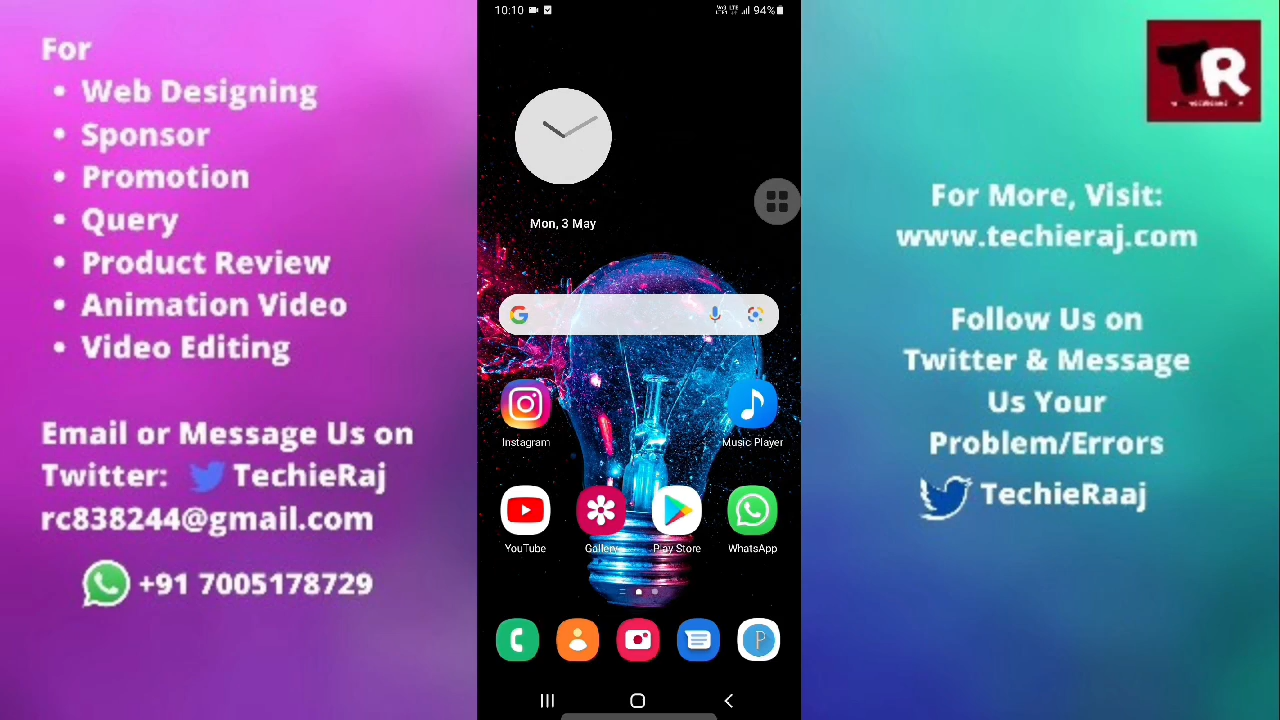 For
• Web Designing
• Sponsor
• Promotion
• Query
• Product Review
• Animation Video
• Video Editing
Email or Message Us on
Twitter: TechieRaj
rc838244@gmail.com
+91 7005178729
10:10
94%
Mon, 3 May
Instagram
Music Player
YouTube
Gallery
Play Store
WhatsApp
TR
For More, Visit:
www.techieraj.com
Follow Us on
Twitter & Message
Us Your
Problem/Errors
TechieRaaj